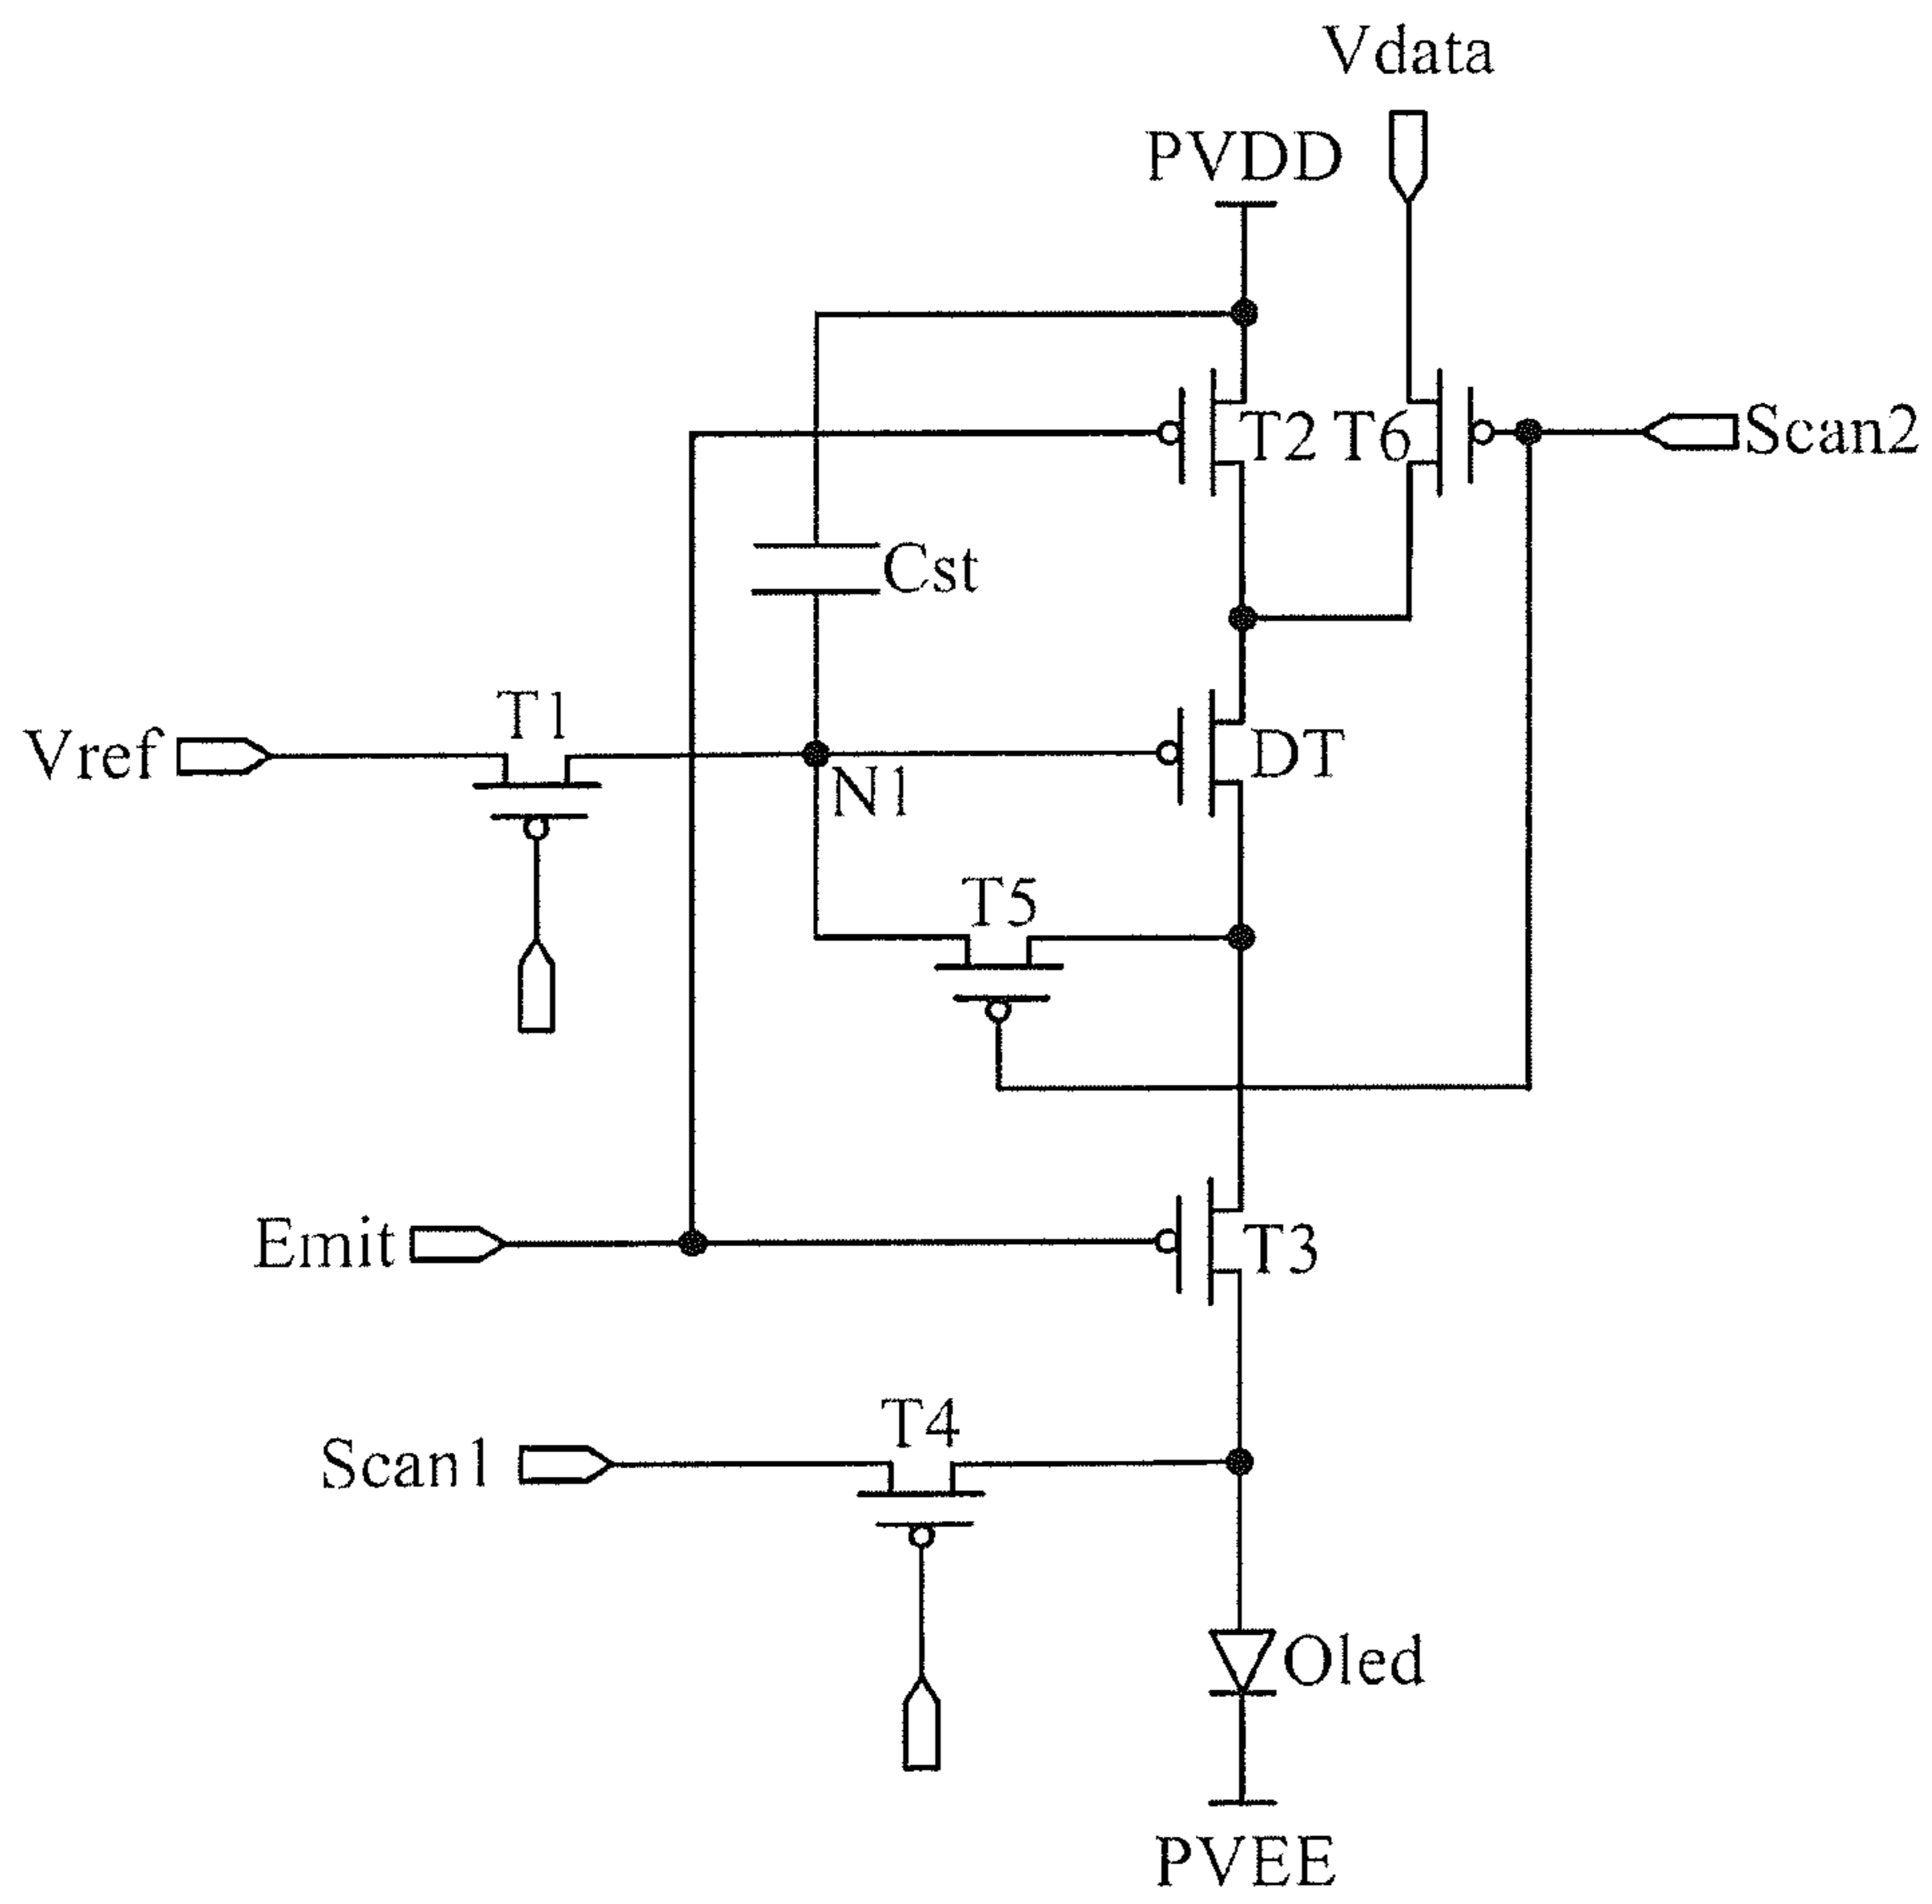 Vdata
PVDD
T2
T6
Scan2
Cst
T1
Vref
N1
DT
T5
Emit
T3
T4
Scan1
Oled
PVEE